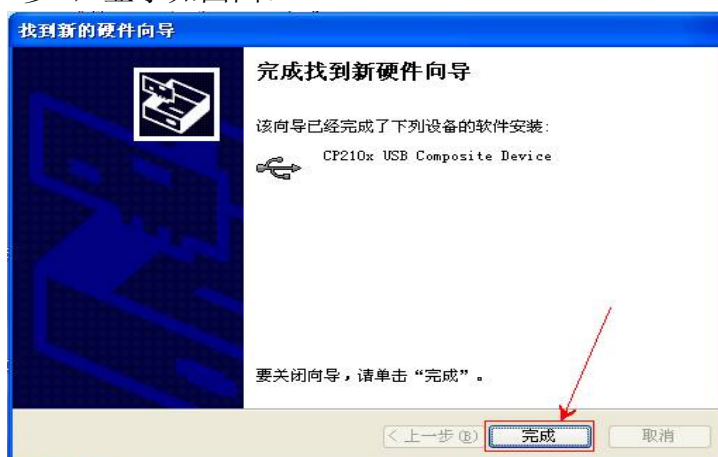 找到新的硬件向导
完成找到新硬件向导
该向导已经完成了下列设备的软件安装:
CP210x USB Composite Device
要关闭向导，请单击“完成”。
< 上一步(B)
完成
取消